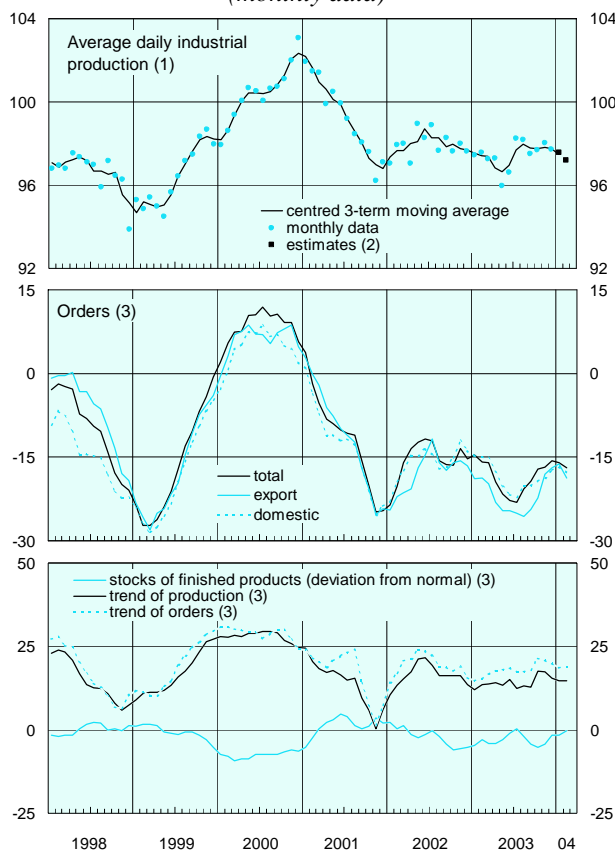 (monthly data)
104
104
Average daily industrial
production (1)
100
100
96
96
centred 3-term moving average
monthly data
estimates (2)
92
92
15
15
Orders (3)
0
0
-15
-15
total
export
domestic
-30
-30
50
50
stocks of finished products (deviation from normal) (3)
trend of production (3)
trend of orders (3)
25
25
0
0
-25
-25
1998 1999 2000 2001 2002 2003 04